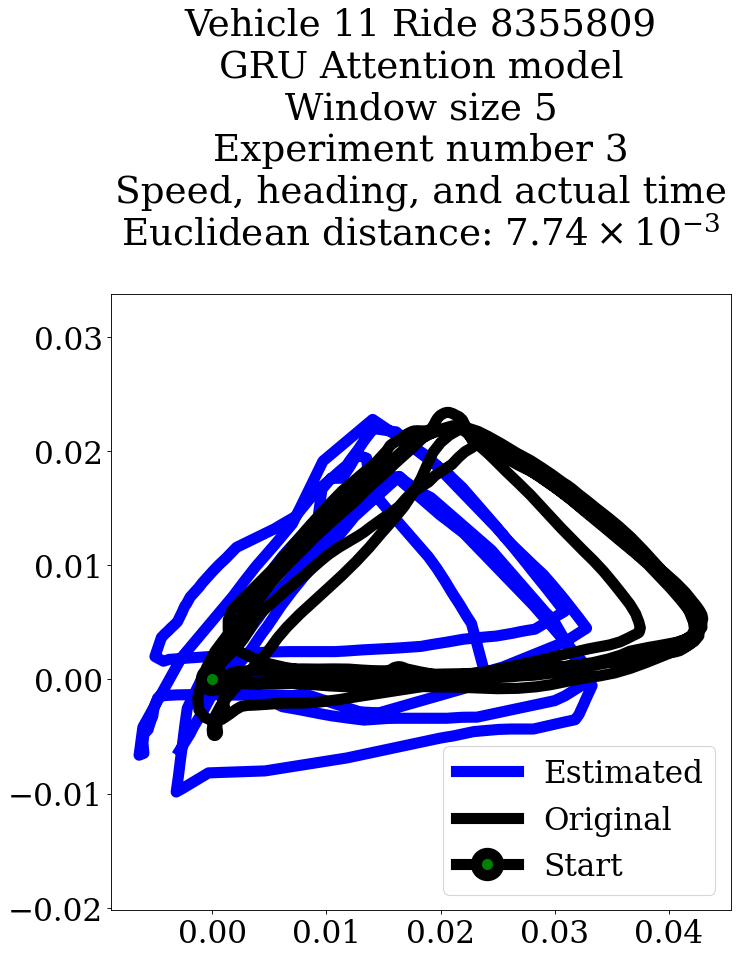 Vehicle 11 Ride 8355809
GRU Attention model
Window size 5
Experiment number 3
Speed, heading, and actual time
Euclidean distance: 7.74 × 10⁻³
0.03
0.02
0.01
0.00
−0.01
−0.02
Estimated
Original
Start
0.00 0.01 0.02 0.03 0.04